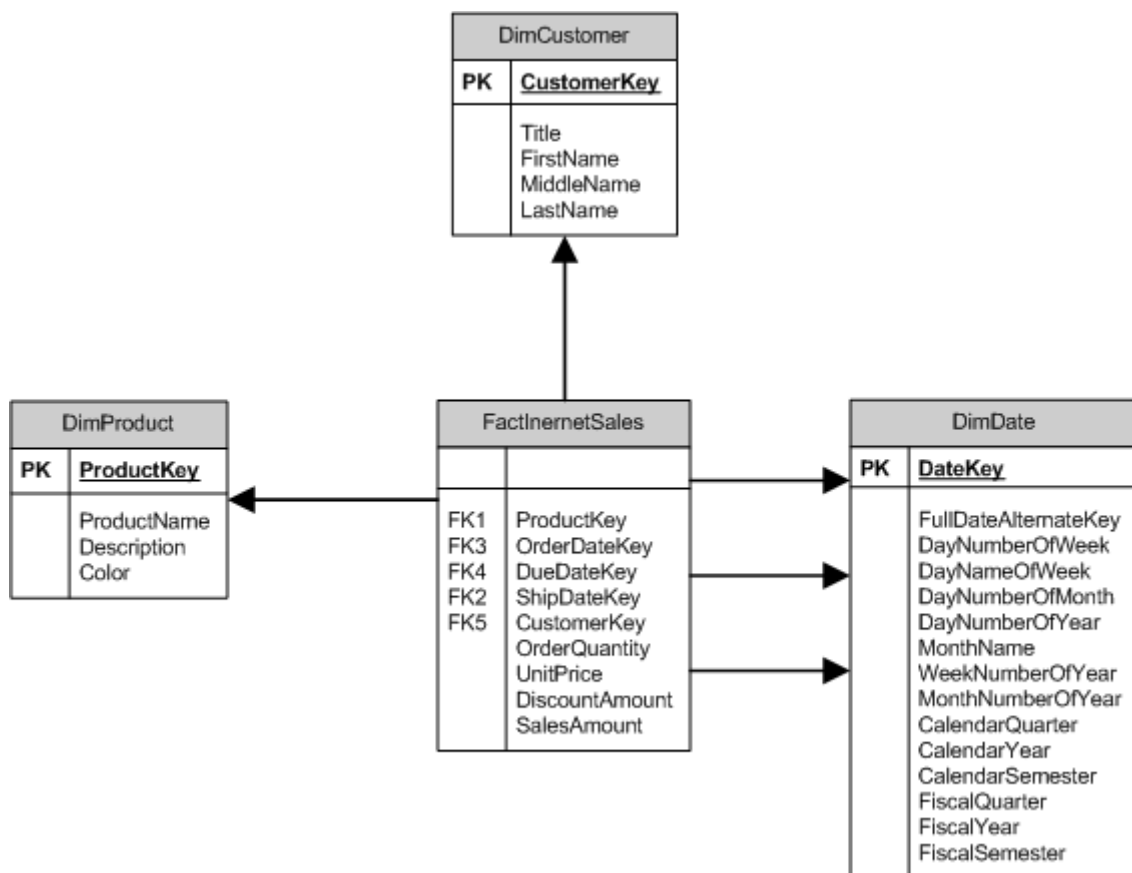 DimCustomer
PK CustomerKey
Title
FirstName
MiddleName
LastName
DimProduct
PK ProductKey
ProductName
Description
Color
FactInernetSales
FK1 ProductKey
FK3 OrderDateKey
FK4 DueDateKey
FK2 ShipDateKey
FK5 CustomerKey
OrderQuantity
UnitPrice
DiscountAmount
SalesAmount
DimDate
PK DateKey
FullDateAlternateKey
DayNumberOfWeek
DayNameOfWeek
DayNumberOfMonth
DayNumberOfYear
MonthName
WeekNumberOfYear
MonthNumberOfYear
CalendarQuarter
CalendarYear
CalendarSemester
FiscalQuarter
FiscalYear
FiscalSemester